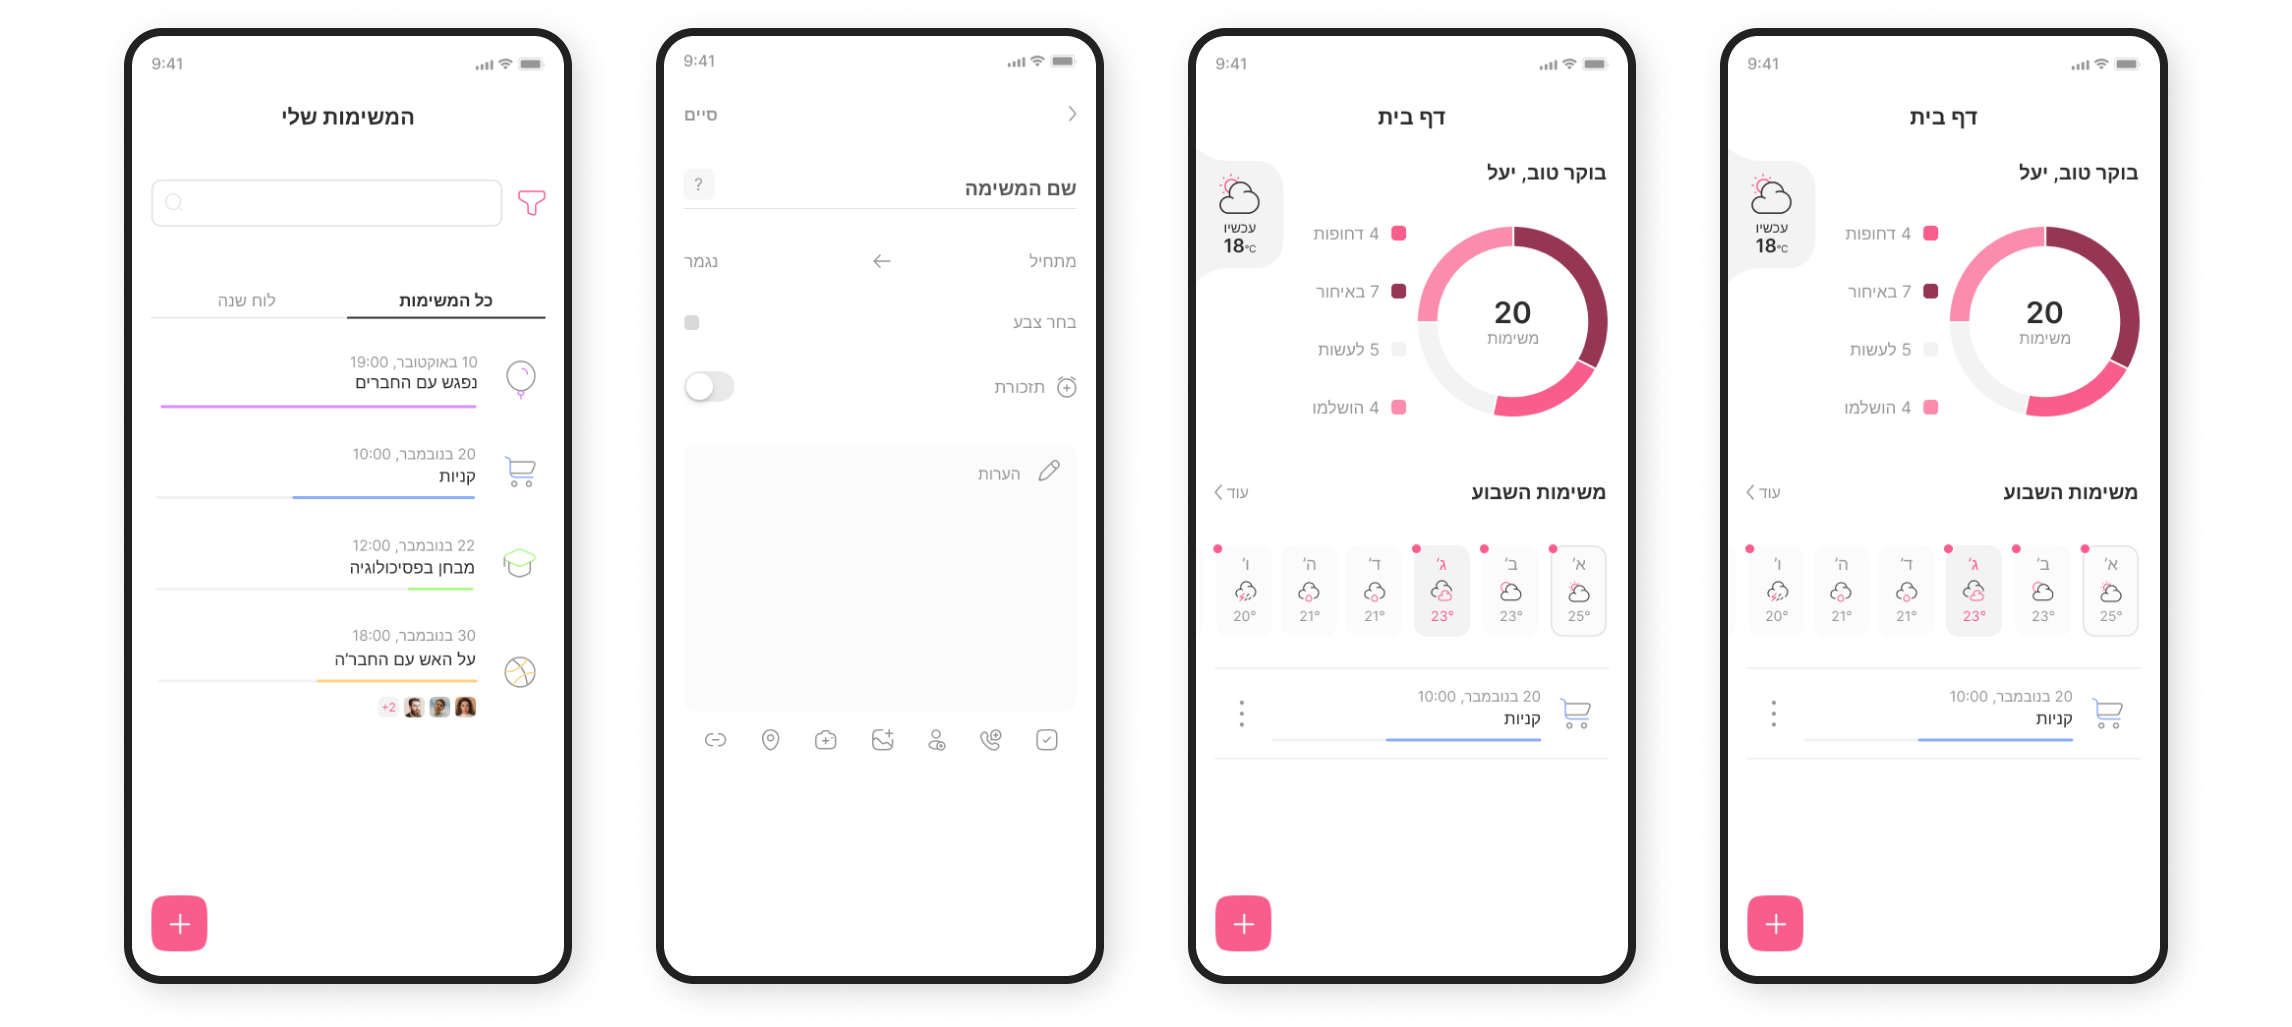 9:41
המשימות שלי
כל המשימות
לוח שנה
10 באוקטובר, 19:00
נפגש עם החברים
20 בנובמבר, 10:00
קניות
22 בנובמבר, 12:00
מבחן בפסיכולוגיה
30 בנובמבר, 18:00
על האש עם החבר'ה
+2
9:41
סיים
שם המשימה
?
מתחיל
נגמר
בחר צבע
תזכורת
הערות
9:41
דף בית
בוקר טוב, יעל
עכשיו
18°C
20
משימות
4 דחופות
7 באיחור
5 לעשות
4 הושלמו
משימות השבוע
עוד
א' ב' ג' ד' ה' ו'
25° 23° 23° 21° 21° 20°
20 בנובמבר, 10:00
קניות
9:41
דף בית
בוקר טוב, יעל
עכשיו
18°C
20
משימות
4 דחופות
7 באיחור
5 לעשות
4 הושלמו
משימות השבוע
עוד
א' ב' ג' ד' ה' ו'
25° 23° 23° 21° 21° 20°
20 בנובמבר, 10:00
קניות